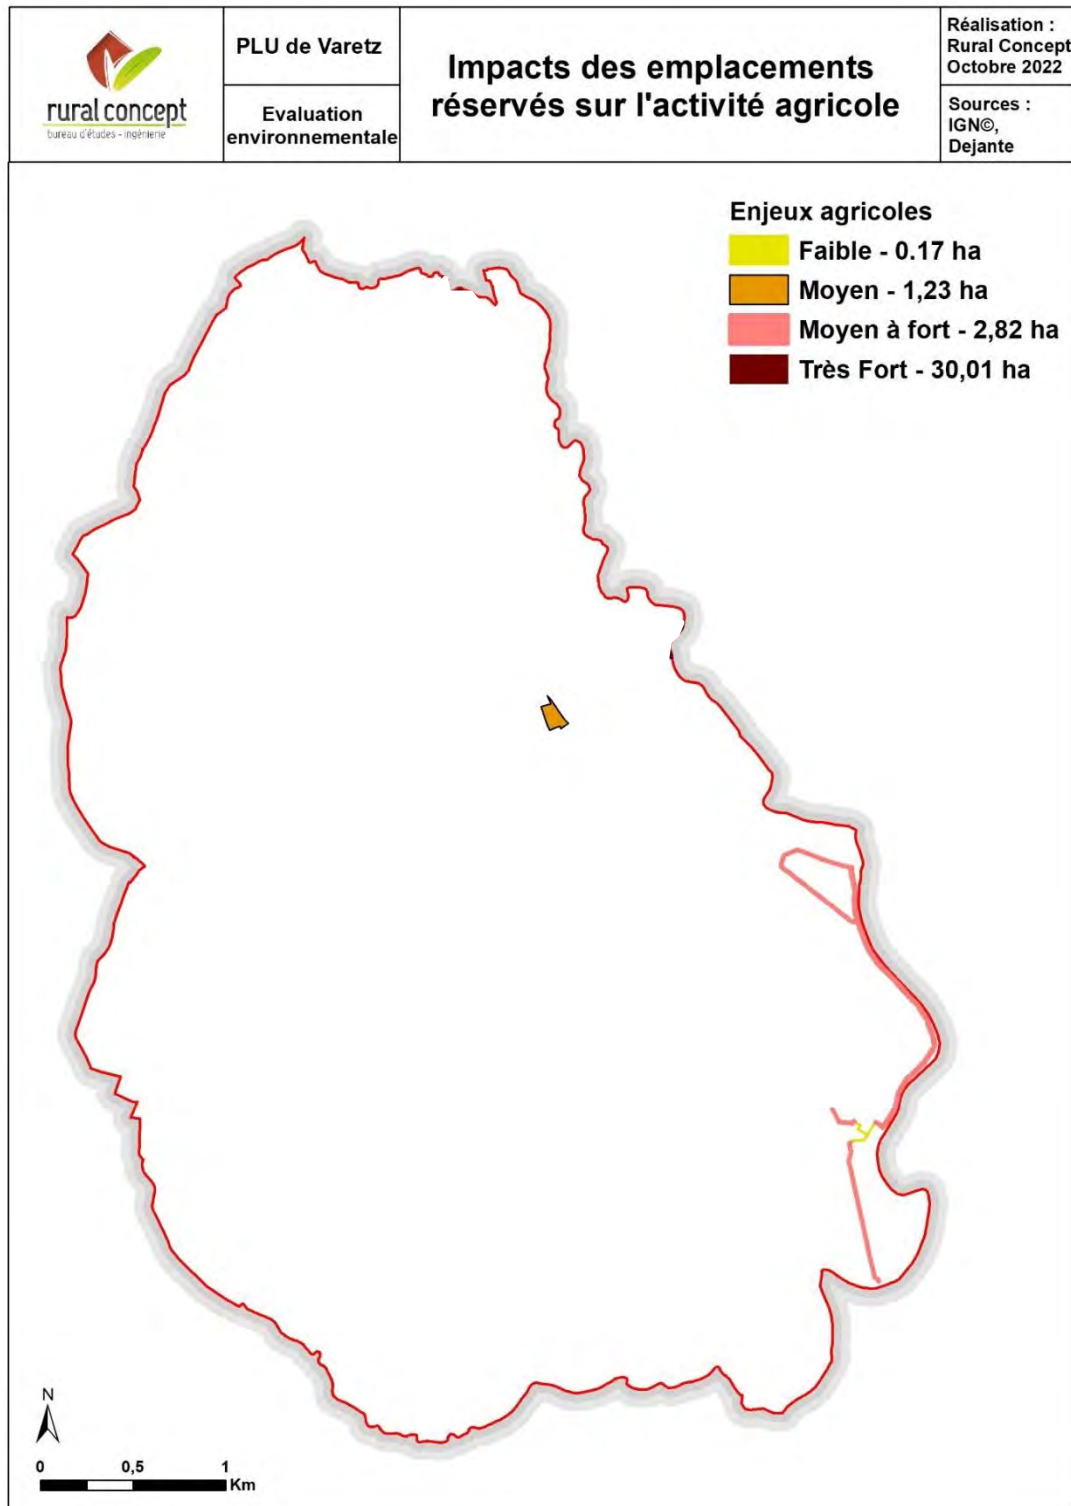 rural concept
bureau d'études - ingénierie
PLU de Varetz
Evaluation
environnementale
Impacts des emplacements
réservés sur l'activité agricole
Réalisation :
Rural Concept
Octobre 2022
Sources :
IGN©,
Dejante
Enjeux agricoles
Faible - 0.17 ha
Moyen - 1,23 ha
Moyen à fort - 2,82 ha
Très Fort - 30,01 ha
N
0 0,5 1
Km